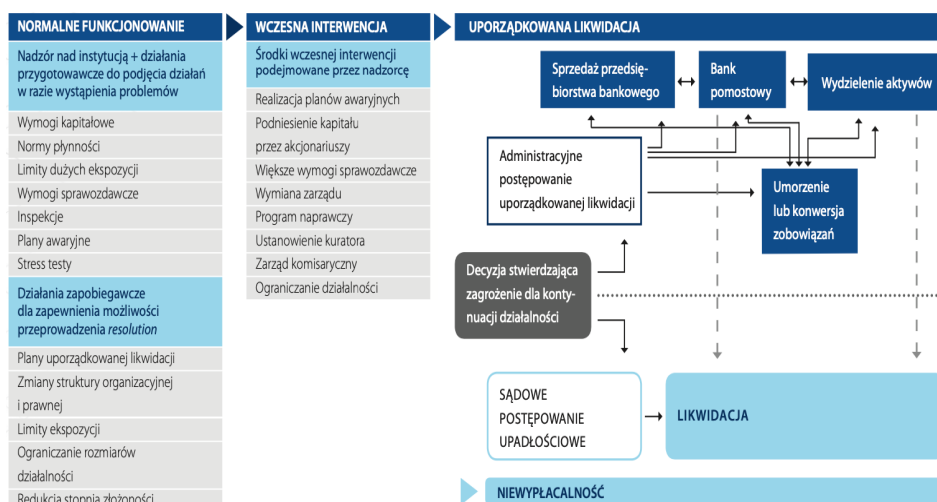 NORMALNE FUNKCJONOWANIE
Nadzór nad instytucją + działania
przygotowawcze do podjęcia działań
w razie wystąpienia problemów
Wymogi kapitałowe
Normy płynności
Limity dużych ekspozycji
Wymogi sprawozdawcze
Inspekcje
Plany awaryjne
Stress testy
Działania zapobiegawcze
dla zapewnienia możliwości
przeprowadzenia resolution
Plany uporządkowanej likwidacji
Zmiany struktury organizacyjnej
i prawnej
Limity ekspozycji
Ograniczanie rozmiarów
działalności
Redukcja stopnia złożoności
WCZESNA INTERWENCJA
Środki wczesnej interwencji
podejmowane przez nadzorcę
Realizacja planów awaryjnych
Podniesienie kapitału
przez akcjonariuszy
Większe wymogi sprawozdawcze
Wymiana zarządu
Program naprawczy
Ustanowienie kuratora
Zarząd komisaryczny
Ograniczanie działalności
UPORZĄDKOWANA LIKWIDACJA
Sprzedaż przedsię-
biorstwa bankowego
Bank
pomostowy
Wydzielenie aktywów
Administracyjne
postępowanie
uporządkowanej likwidacji
Umorzenie
lub konwersja
zobowiązań
Decyzja stwierdzająca
zagrożenie dla konty-
nuacji działalności
SĄDOWE
POSTĘPOWANIE
UPADŁOŚCIOWE
LIKWIDACJA
NIEWYPŁACALNOŚĆ